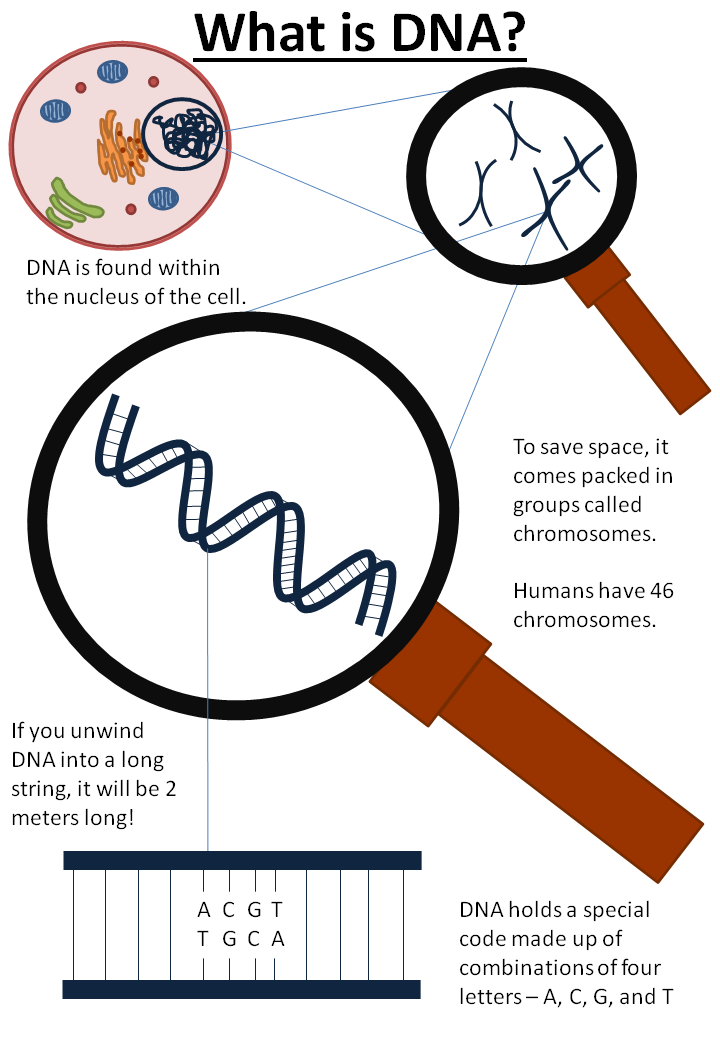 What is DNA?
DNA is found within
the nucleus of the cell.
To save space, it
comes packed in
groups called
chromosomes.
Humans have 46
chromosomes.
If you unwind
DNA into a long
string, it will be 2
meters long!
A C G T
T G C A
DNA holds a special
code made up of
combinations of four
letters – A, C, G, and T